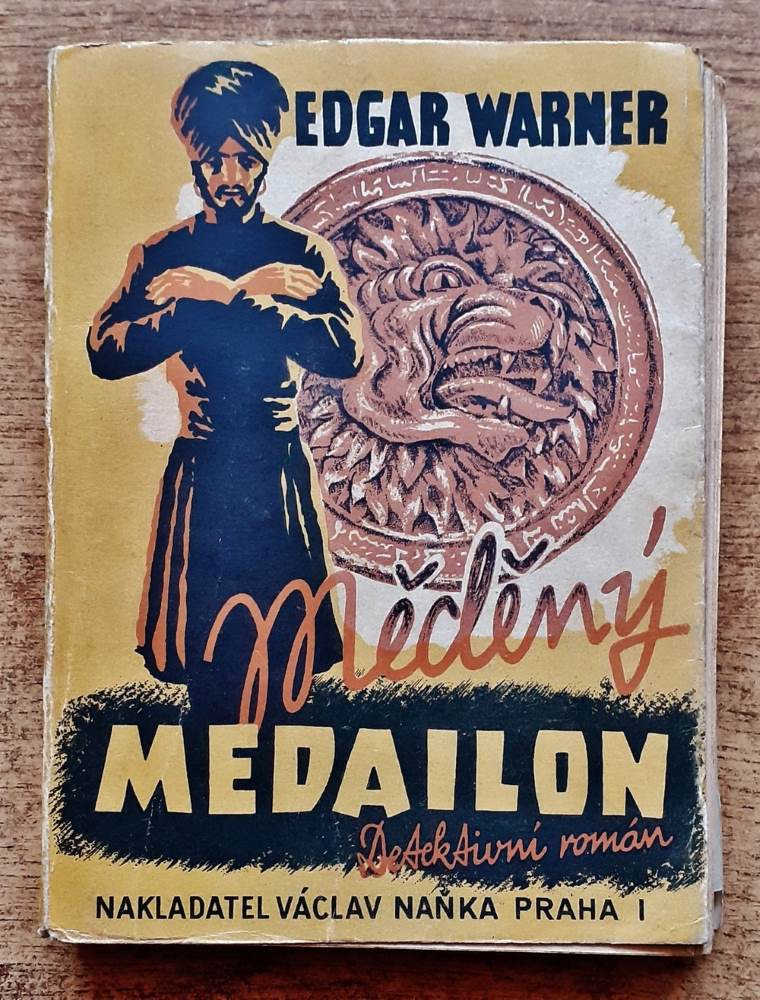 EDGAR WARNER
Měděný
MEDAILON
Detektivní román
NAKLADATEL VÁCLAV NAŇKA PRAHA I